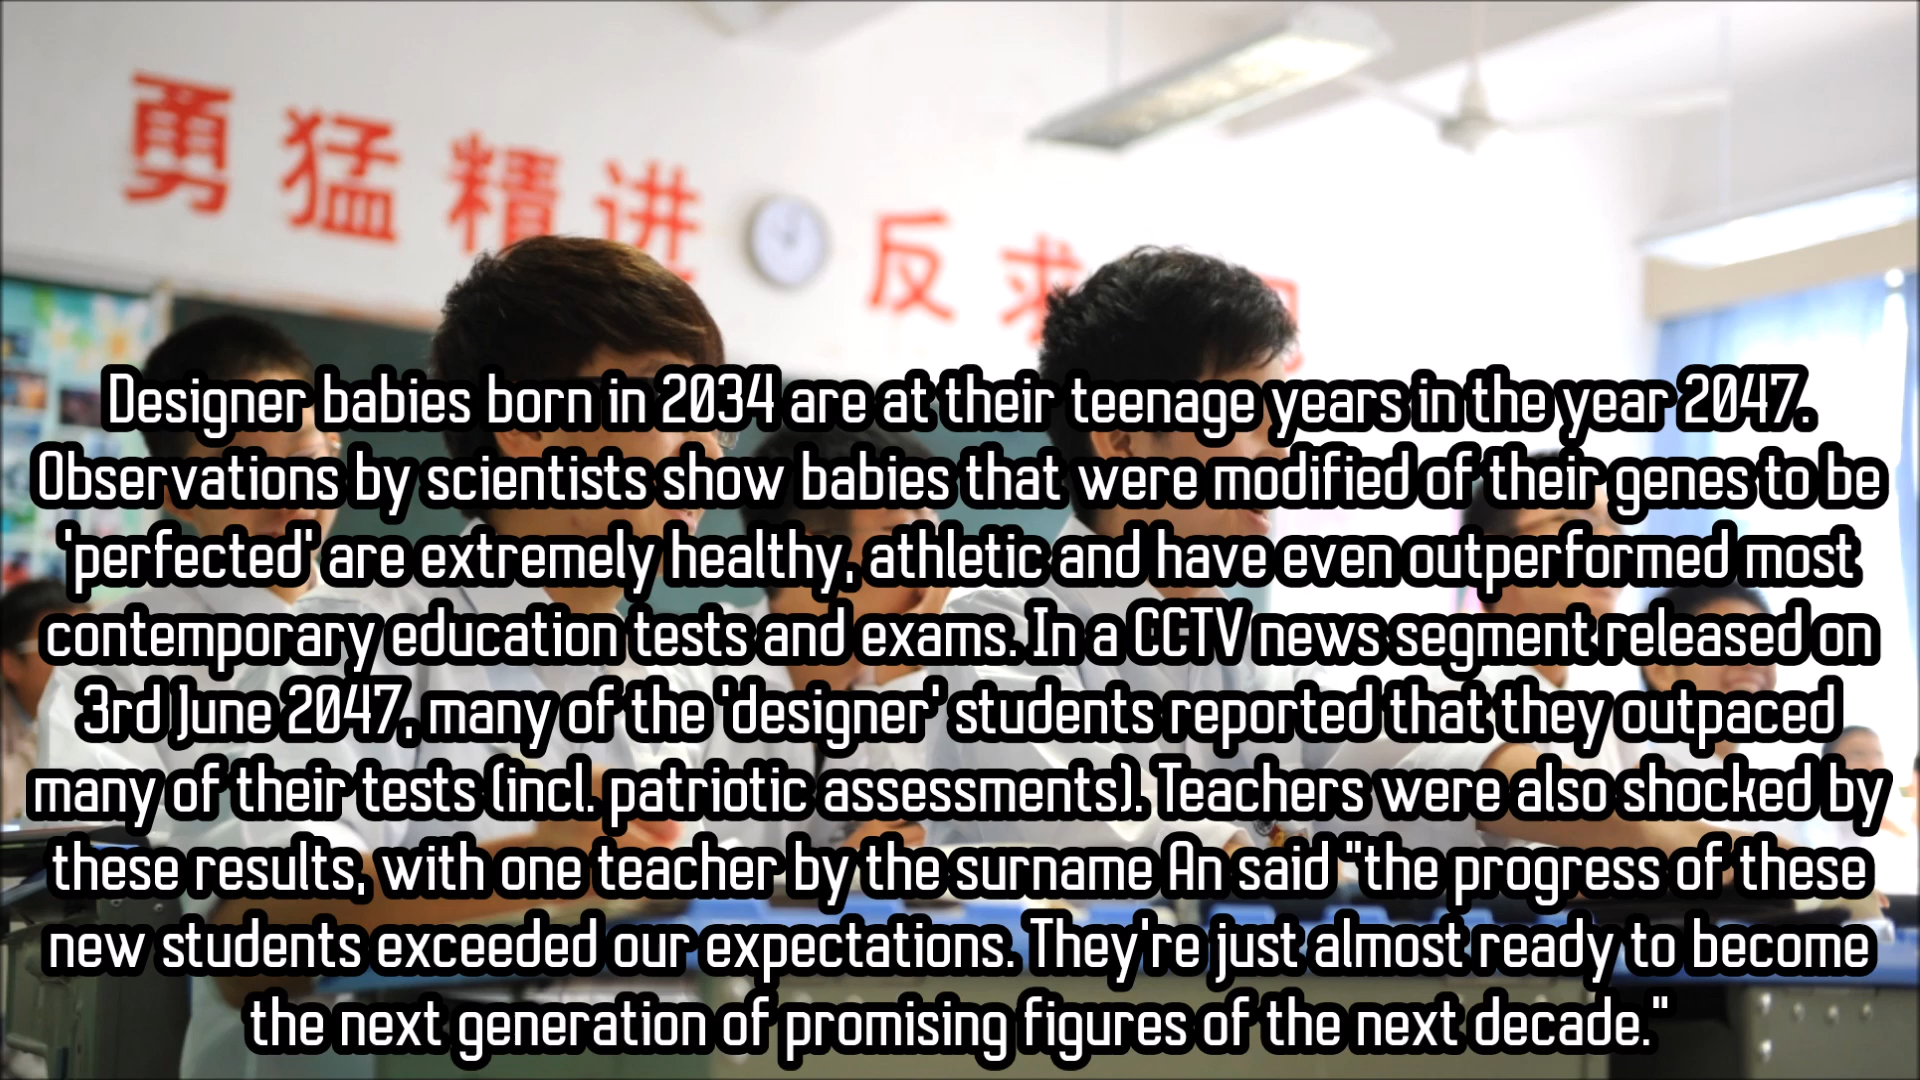 勇猛精进 反求
Designer babies born in 2034 are at their teenage years in the year 2047.
Observations by scientists show babies that were modified of their genes to be
'perfected' are extremely healthy, athletic and have even outperformed most
contemporary education tests and exams. In a CCTV news segment released on
3rd June 2047, many of the 'designer' students reported that they outpaced
many of their tests (incl. patriotic assessments). Teachers were also shocked by
these results, with one teacher by the surname An said "the progress of these
new students exceeded our expectations. They're just almost ready to become
the next generation of promising figures of the next decade."